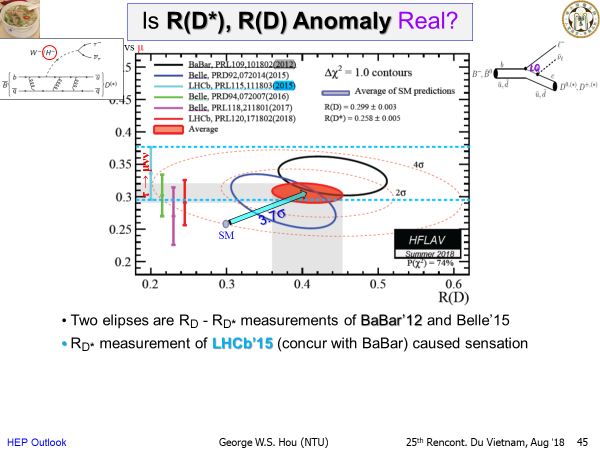 Is R(D*), R(D) Anomaly Real?
W⁻ H⁻
τ⁻
ν̄τ
B̄ { b c } D(*)
q̄ q̄
vs μ
BaBar, PRL109,101802(2012)
Belle, PRD92,072014(2015)
LHCb, PRL115,111803(2015)
Belle, PRD94,072007(2016)
Belle, PRL118,211801(2017)
LHCb, PRL120,171802(2018)
Average
Δχ² = 1.0 contours
Average of SM predictions
R(D) = 0.299 ± 0.003
R(D*) = 0.258 ± 0.005
0.5
0.45
0.4
0.35
0.3
0.25
0.2
4σ
2σ
3.7σ
SM
HFLAV
Summer 2018
P(χ²) = 74%
0.2 0.3 0.4 0.5 0.6
R(D)
• Two elipses are RD - RD* measurements of BaBar'12 and Belle'15
• RD* measurement of LHCb'15 (concur with BaBar) caused sensation
HEP Outlook
George W.S. Hou (NTU)
25th Rencont. Du Vietnam, Aug '18
45